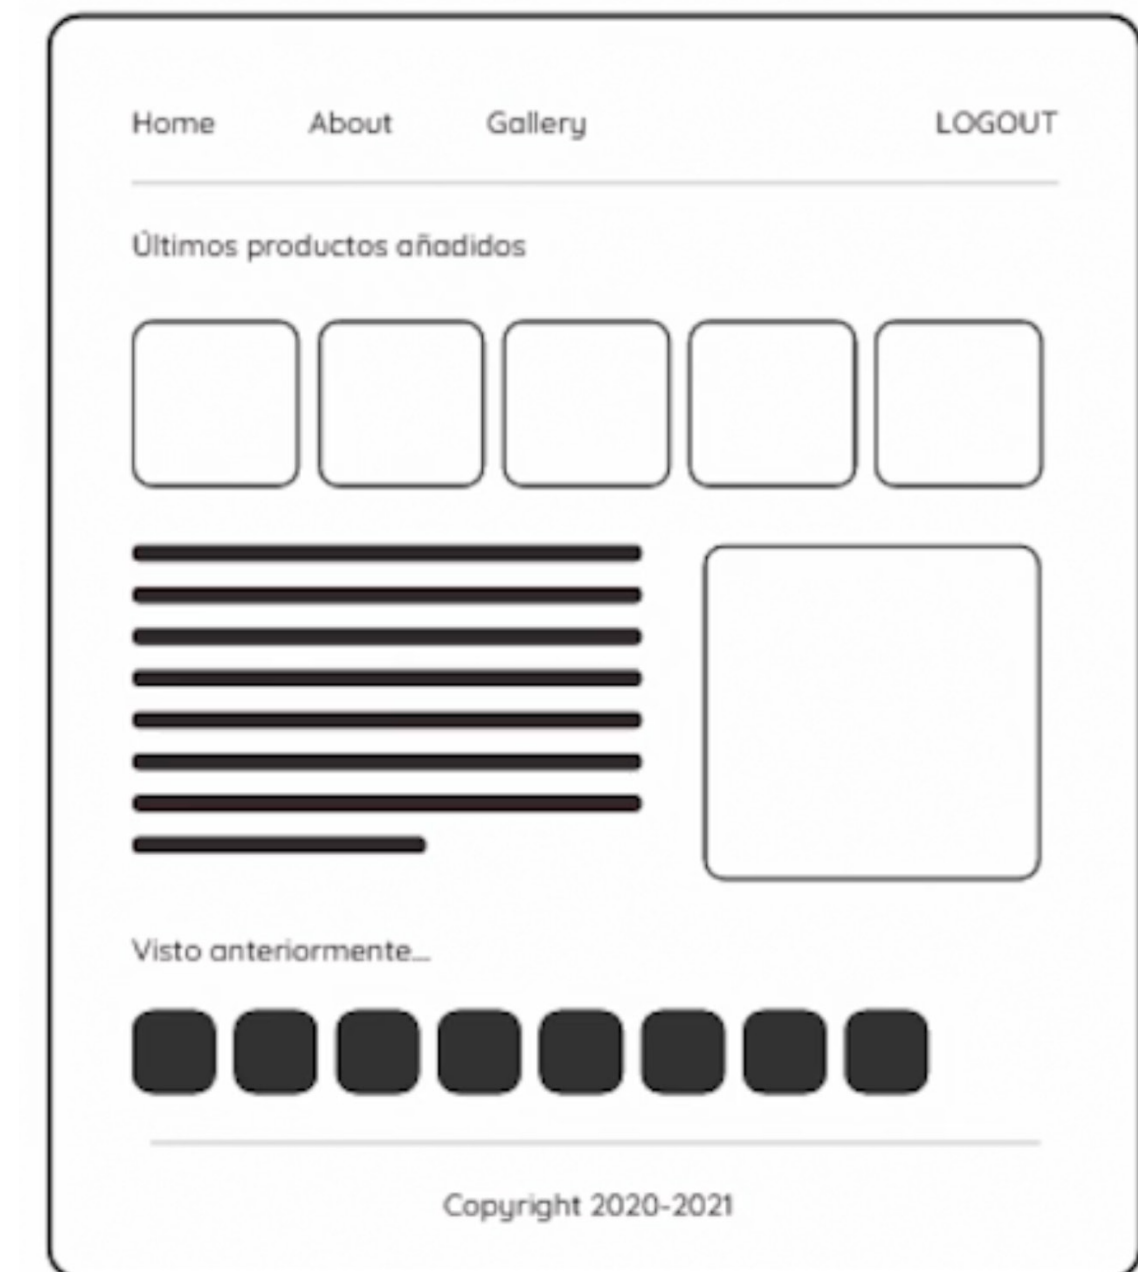 Home About Gallery LOGOUT
Últimos productos añadidos
Visto anteriormente...
Copyright 2020-2021